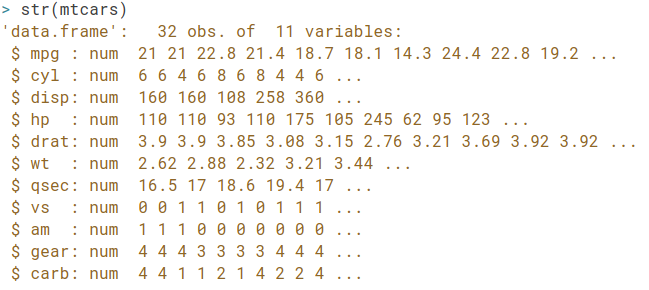 > str(mtcars)
'data.frame':   32 obs. of  11 variables:
 $ mpg : num  21 21 22.8 21.4 18.7 18.1 14.3 24.4 22.8 19.2 ...
 $ cyl : num  6 6 4 6 8 6 8 4 4 6 ...
 $ disp: num  160 160 108 258 360 ...
 $ hp  : num  110 110 93 110 175 105 245 62 95 123 ...
 $ drat: num  3.9 3.9 3.85 3.08 3.15 2.76 3.21 3.69 3.92 3.92 ...
 $ wt  : num  2.62 2.88 2.32 3.21 3.44 ...
 $ qsec: num  16.5 17 18.6 19.4 17 ...
 $ vs  : num  0 0 1 1 0 1 0 1 1 1 ...
 $ am  : num  1 1 1 0 0 0 0 0 0 0 ...
 $ gear: num  4 4 4 3 3 3 3 4 4 4 ...
 $ carb: num  4 4 1 1 2 1 4 2 2 4 ...